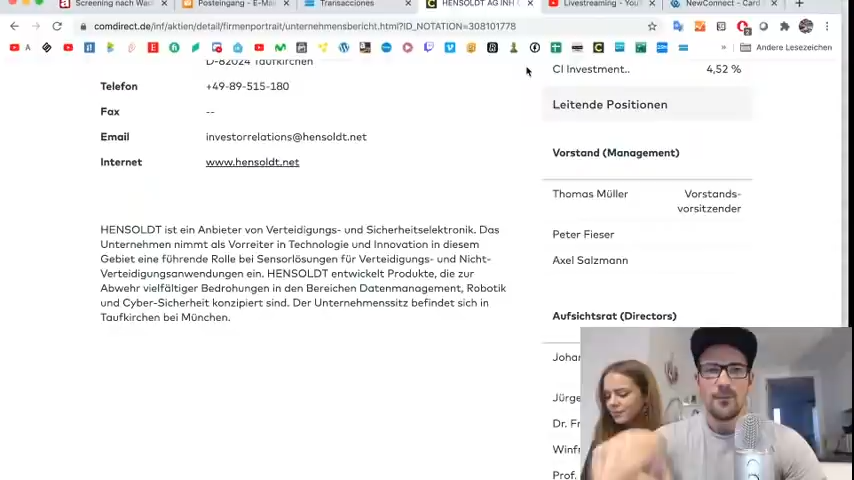 Screening nach Wac
Posteingang - E-Mai
Transacciones
HENSOLDT AG INH O
Livestreaming - YouT
NewConnect - Card
comdirect.de/inf/aktien/detail/firmenportrait/unternehmensbericht.html?ID_NOTATION=308101778
Andere Lesezeichen
D-82024 Taufkirchen
Telefon +49-89-515-180
Fax --
Email investorrelations@hensoldt.net
Internet www.hensoldt.net
HENSOLDT ist ein Anbieter von Verteidigungs- und Sicherheitselektronik. Das
Unternehmen nimmt als Vorreiter in Technologie und Innovation in diesem
Gebiet eine führende Rolle bei Sensorlösungen für Verteidigungs- und Nicht-
Verteidigungsanwendungen ein. HENSOLDT entwickelt Produkte, die zur
Abwehr vielfältiger Bedrohungen in den Bereichen Datenmanagement, Robotik
und Cyber-Sicherheit konzipiert sind. Der Unternehmenssitz befindet sich in
Taufkirchen bei München.
CI Investment.. 4,52 %
Leitende Positionen
Vorstand (Management)
Thomas Müller Vorstands-
vorsitzender
Peter Fieser
Axel Salzmann
Aufsichtsrat (Directors)
Johan
Jürge
Dr. Fr
Winfr
Prof.